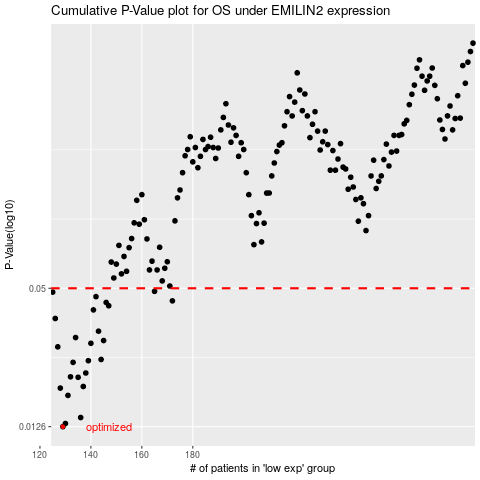 Cumulative P-Value plot for OS under EMILIN2 expression
P-Value(log10)
0.05
0.0126
optimized
120 140 160 180
# of patients in 'low exp' group